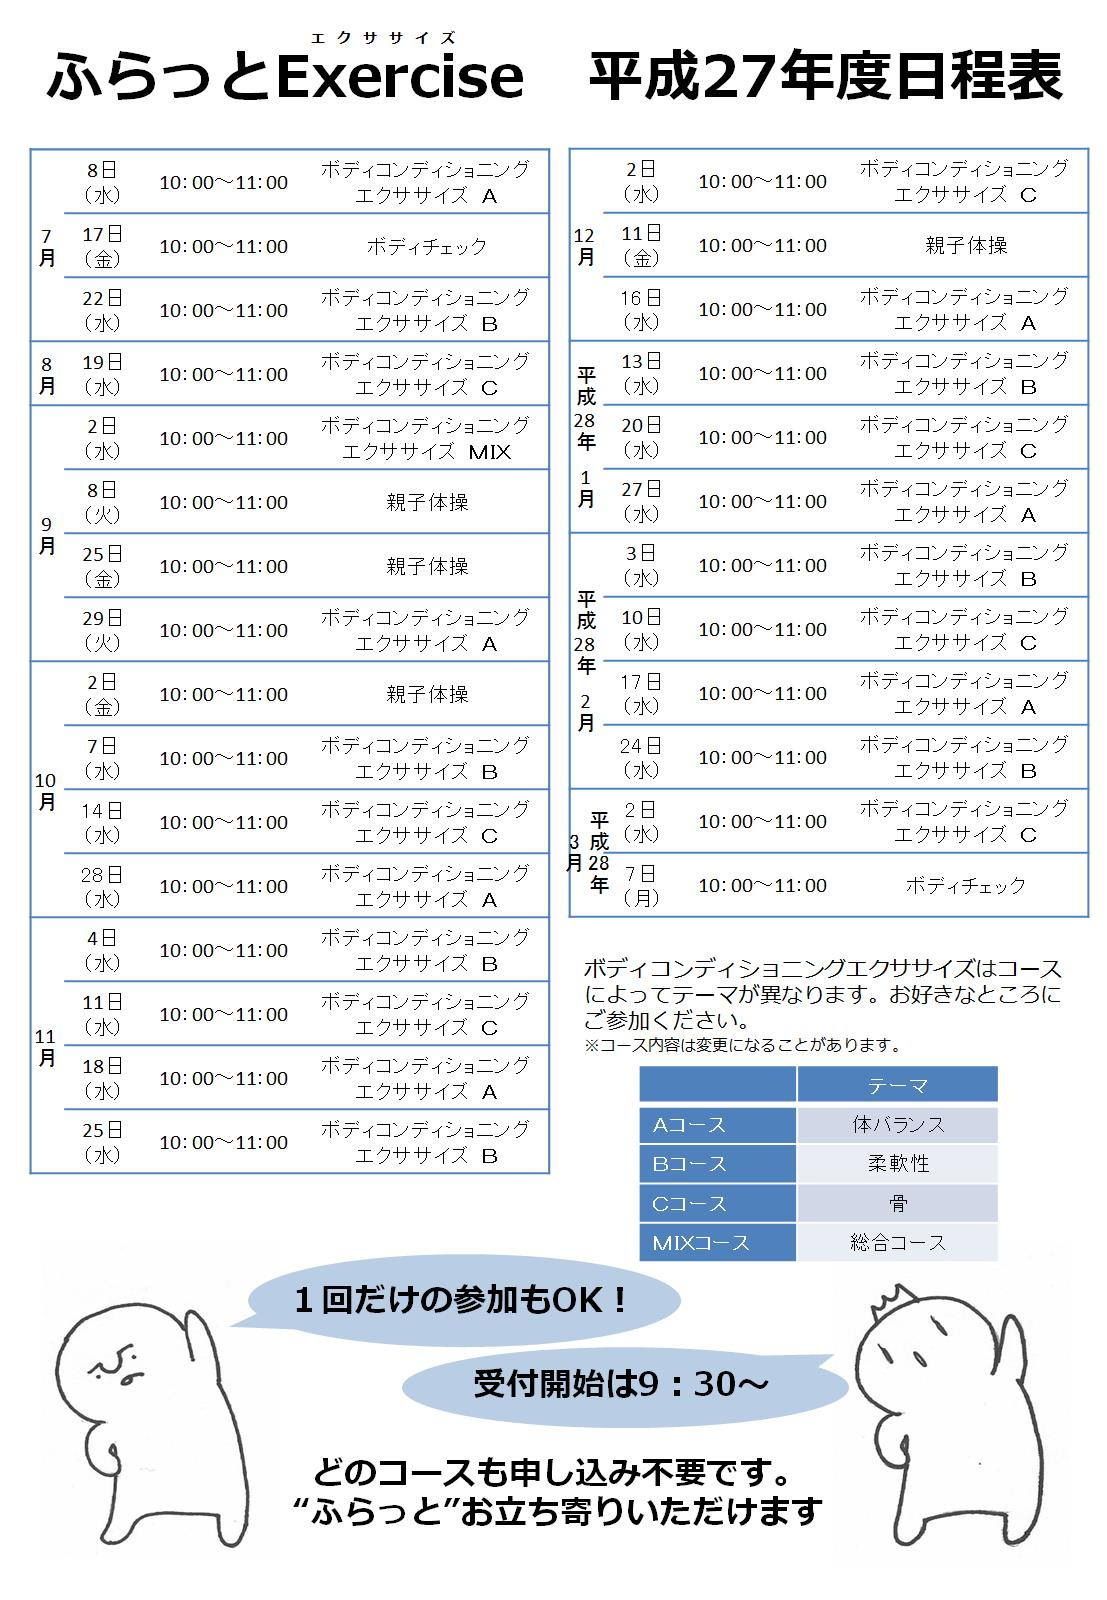 エクササイズ
ふらっとExercise 平成27年度日程表
7月
8日
（水）
10：00～11：00
ボディコンディショニング
エクササイズ A
17日
（金）
10：00～11：00
ボディチェック
22日
（水）
10：00～11：00
ボディコンディショニング
エクササイズ B
8月
19日
（水）
10：00～11：00
ボディコンディショニング
エクササイズ C
9月
2日
（水）
10：00～11：00
ボディコンディショニング
エクササイズ MIX
8日
（火）
10：00～11：00
親子体操
25日
（金）
10：00～11：00
親子体操
29日
（火）
10：00～11：00
ボディコンディショニング
エクササイズ A
10月
2日
（金）
10：00～11：00
親子体操
7日
（水）
10：00～11：00
ボディコンディショニング
エクササイズ B
14日
（水）
10：00～11：00
ボディコンディショニング
エクササイズ C
28日
（水）
10：00～11：00
ボディコンディショニング
エクササイズ A
11月
4日
（水）
10：00～11：00
ボディコンディショニング
エクササイズ B
11日
（水）
10：00～11：00
ボディコンディショニング
エクササイズ C
18日
（水）
10：00～11：00
ボディコンディショニング
エクササイズ A
25日
（水）
10：00～11：00
ボディコンディショニング
エクササイズ B
12月
2日
（水）
10：00～11：00
ボディコンディショニング
エクササイズ C
11日
（金）
10：00～11：00
親子体操
16日
（水）
10：00～11：00
ボディコンディショニング
エクササイズ A
平成28年 1月
13日
（水）
10：00～11：00
ボディコンディショニング
エクササイズ B
20日
（水）
10：00～11：00
ボディコンディショニング
エクササイズ C
27日
（水）
10：00～11：00
ボディコンディショニング
エクササイズ A
平成28年 2月
3日
（水）
10：00～11：00
ボディコンディショニング
エクササイズ B
10日
（水）
10：00～11：00
ボディコンディショニング
エクササイズ C
17日
（水）
10：00～11：00
ボディコンディショニング
エクササイズ A
24日
（水）
10：00～11：00
ボディコンディショニング
エクササイズ B
平成28年
3月
2日
（水）
10：00～11：00
ボディコンディショニング
エクササイズ C
7日
（月）
10：00～11：00
ボディチェック
ボディコンディショニングエクササイズはコース
によってテーマが異なります。お好きなところに
ご参加ください。
※コース内容は変更になることがあります。
テーマ
Aコース 体バランス
Bコース 柔軟性
Cコース 骨
MIXコース 総合コース
１回だけの参加もOK！
受付開始は9：30～
どのコースも申し込み不要です。
“ふらっと”お立ち寄りいただけます